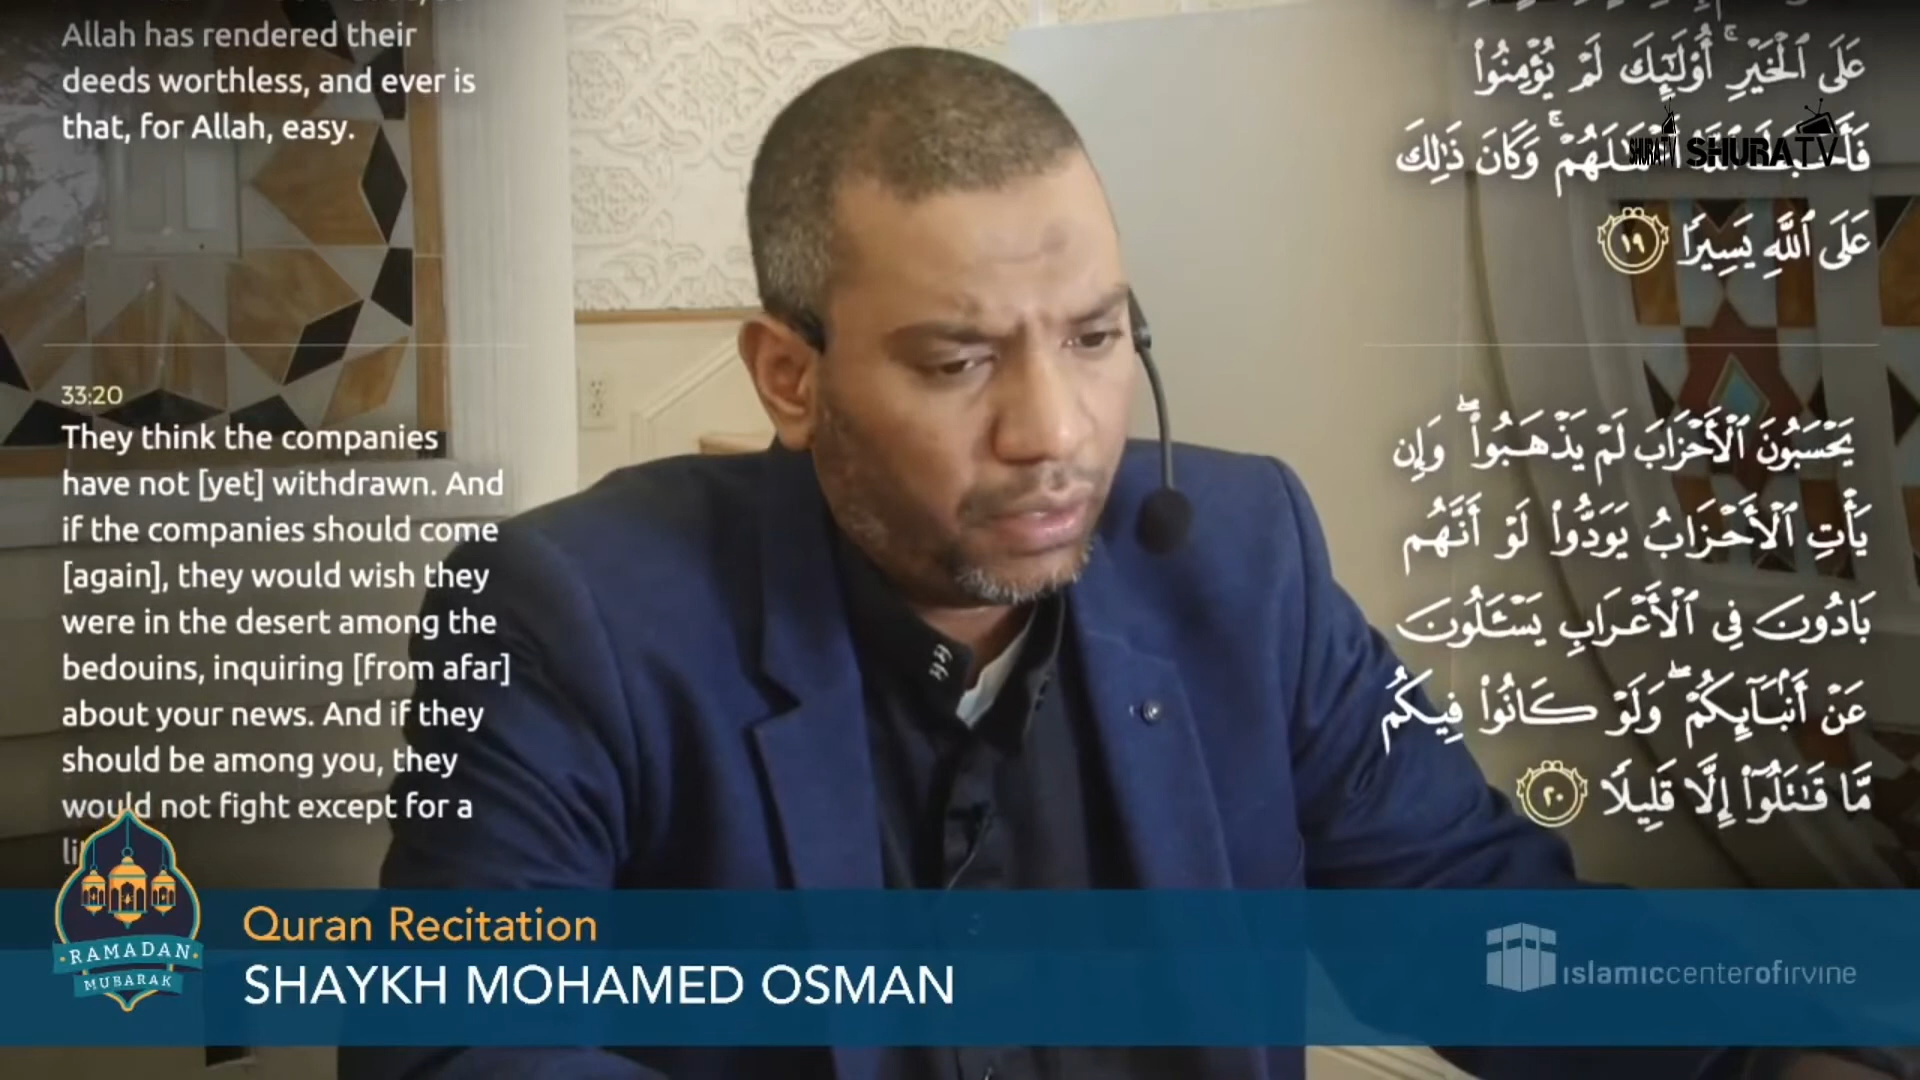 Allah has rendered their
deeds worthless, and ever is
that, for Allah, easy.
33:20
They think the companies
have not [yet] withdrawn. And
if the companies should come
[again], they would wish they
were in the desert among the
bedouins, inquiring [from afar]
about your news. And if they
should be among you, they
would not fight except for a
عَلَى ٱلْخَيْرِ ۚ أُو۟لَـٰٓئِكَ لَمْ يُؤْمِنُوا۟
وَكَانَ ذَٰلِكَ
عَلَى ٱللَّهِ يَسِيرًا ١٩
يَحْسَبُونَ ٱلْأَحْزَابَ لَمْ يَذْهَبُوا۟ ۖ وَإِن
يَأْتِ ٱلْأَحْزَابُ يَوَدُّوا۟ لَوْ أَنَّهُم
بَادُونَ فِى ٱلْأَعْرَابِ يَسْـَٔلُونَ
عَنْ أَنۢبَآئِكُمْ ۖ وَلَوْ كَانُوا۟ فِيكُم
مَّا قَـٰتَلُوٓا۟ إِلَّا قَلِيلًا ٢٠
SHURA TV SHURA TV
RAMADAN
MUBARAK
Quran Recitation
SHAYKH MOHAMED OSMAN
islamiccenterofirvine